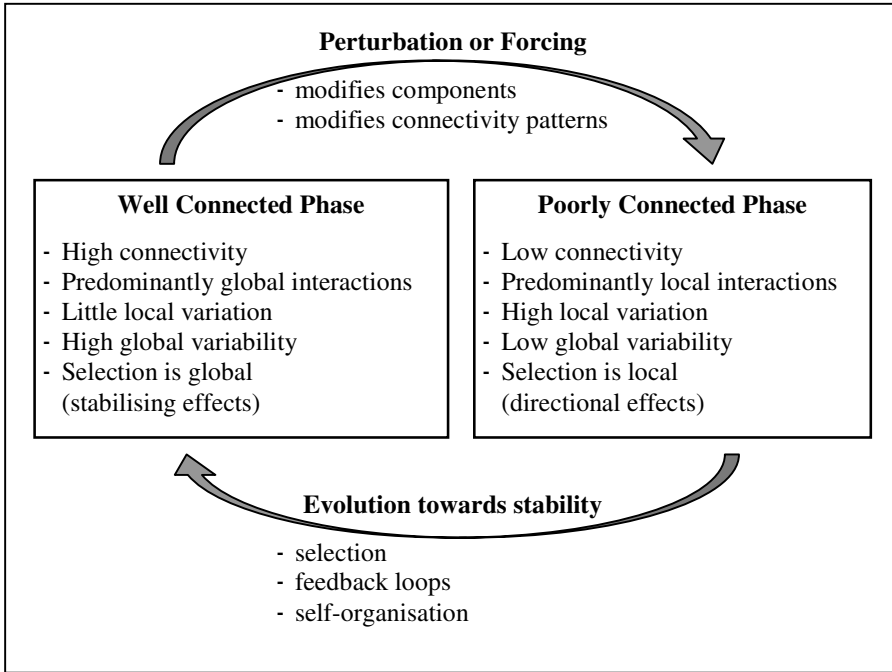 Perturbation or Forcing
- modifies components
- modifies connectivity patterns
Well Connected Phase
- High connectivity
- Predominantly global interactions
- Little local variation
- High global variability
- Selection is global
(stabilising effects)
Poorly Connected Phase
- Low connectivity
- Predominantly local interactions
- High local variation
- Low global variability
- Selection is local
(directional effects)
Evolution towards stability
- selection
- feedback loops
- self-organisation